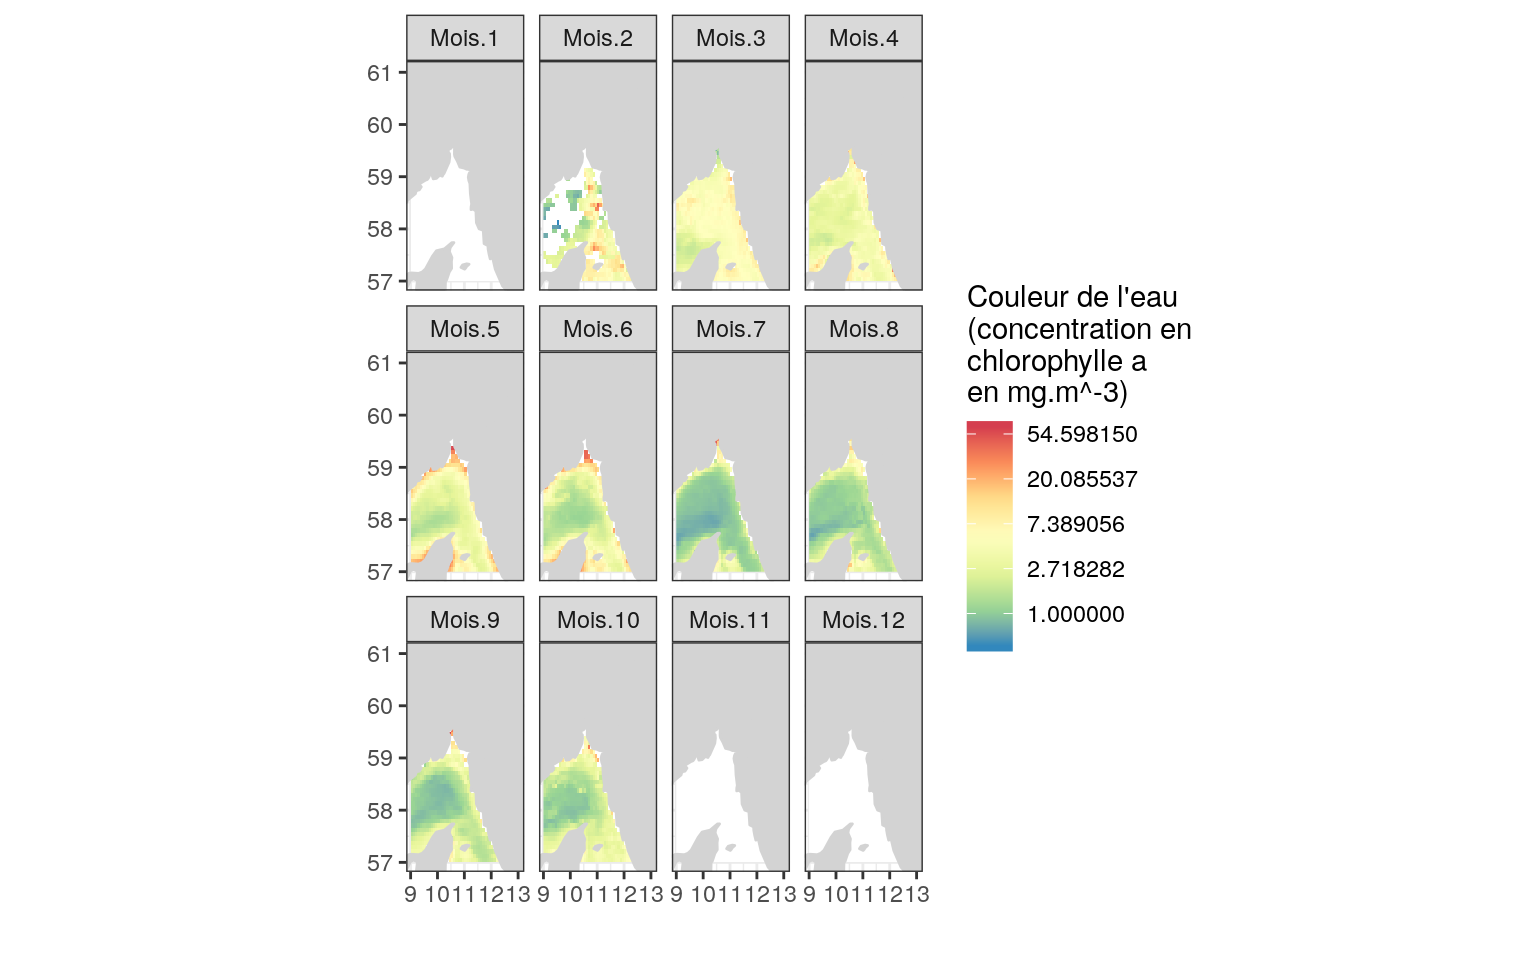 Mois.1 Mois.2 Mois.3 Mois.4
61
60
59
58
57
Mois.5 Mois.6 Mois.7 Mois.8
61
60
59
58
57
Mois.9 Mois.10 Mois.11 Mois.12
61
60
59
58
57
9 10 11 12 13 9 10 11 12 13 9 10 11 12 13 9 10 11 12 13
Couleur de l'eau
(concentration en
chlorophylle a
en mg.m^-3)
54.598150
20.085537
7.389056
2.718282
1.000000